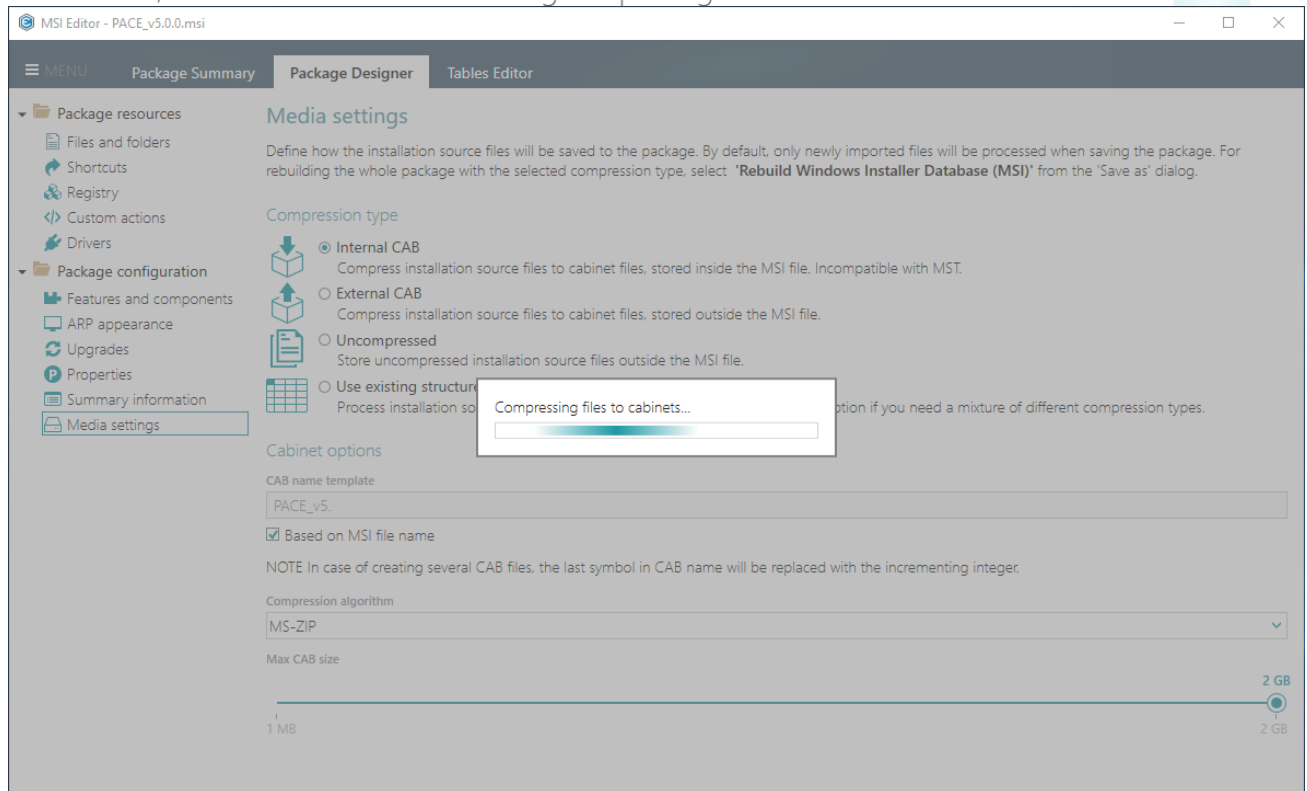 MSI Editor - PACE_v5.0.0.msi
MENU
Package Summary
Package Designer
Tables Editor
Package resources
Files and folders
Shortcuts
Registry
Custom actions
Drivers
Package configuration
Features and components
ARP appearance
Upgrades
Properties
Summary information
Media settings
Media settings
Define how the installation source files will be saved to the package. By default, only newly imported files will be processed when saving the package. For
rebuilding the whole package with the selected compression type, select "Rebuild Windows Installer Database (MSI)" from the 'Save as' dialog.
Compression type
Internal CAB
Compress installation source files to cabinet files, stored inside the MSI file. Incompatible with MST.
External CAB
Compress installation source files to cabinet files, stored outside the MSI file.
Uncompressed
Store uncompressed installation source files outside the MSI file.
Use existing structure
Process installation so
if you need a mixture of different compression types.
Compressing files to cabinets...
Cabinet options
CAB name template
PACE_v5.
Based on MSI file name
NOTE In case of creating several CAB files, the last symbol in CAB name will be replaced with the incrementing integer.
Compression algorithm
MS-ZIP
Max CAB size
2 GB
1 MB
2 GB